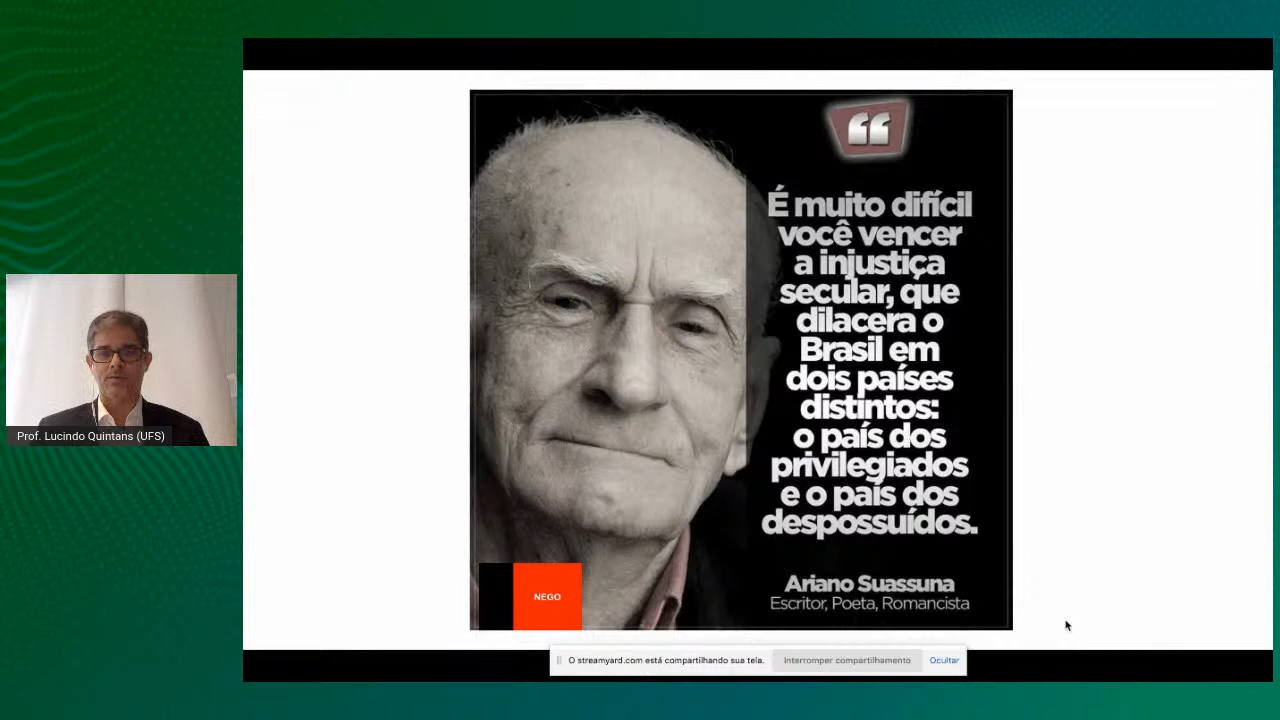 “
É muito difícil
você vencer
a injustiça
secular, que
dilacera o
Brasil em
dois países
distintos:
o país dos
privilegiados
e o país dos
despossuídos.
Ariano Suassuna
Escritor, Poeta, Romancista
NEGO
Prof. Lucindo Quintans (UFS)
O streamyard.com está compartilhando sua tela.
Interromper compartilhamento
Ocultar